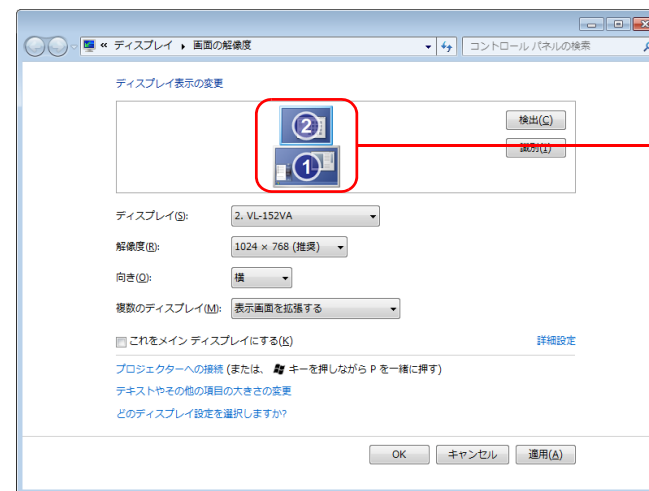 « ディスプレイ ▸ 画面の解像度
コントロール パネルの検索
ディスプレイ表示の変更
2
1
検出(C)
識別(I)
ディスプレイ(S): 2. VL-152VA
解像度(R): 1024 × 768 (推奨)
向き(O): 横
複数のディスプレイ(M): 表示画面を拡張する
これをメイン ディスプレイにする(K)
詳細設定
プロジェクターへの接続 (または、 キーを押しながら P を一緒に押す)
テキストやその他の項目の大きさの変更
どのディスプレイ設定を選択しますか?
OK
キャンセル
適用(A)